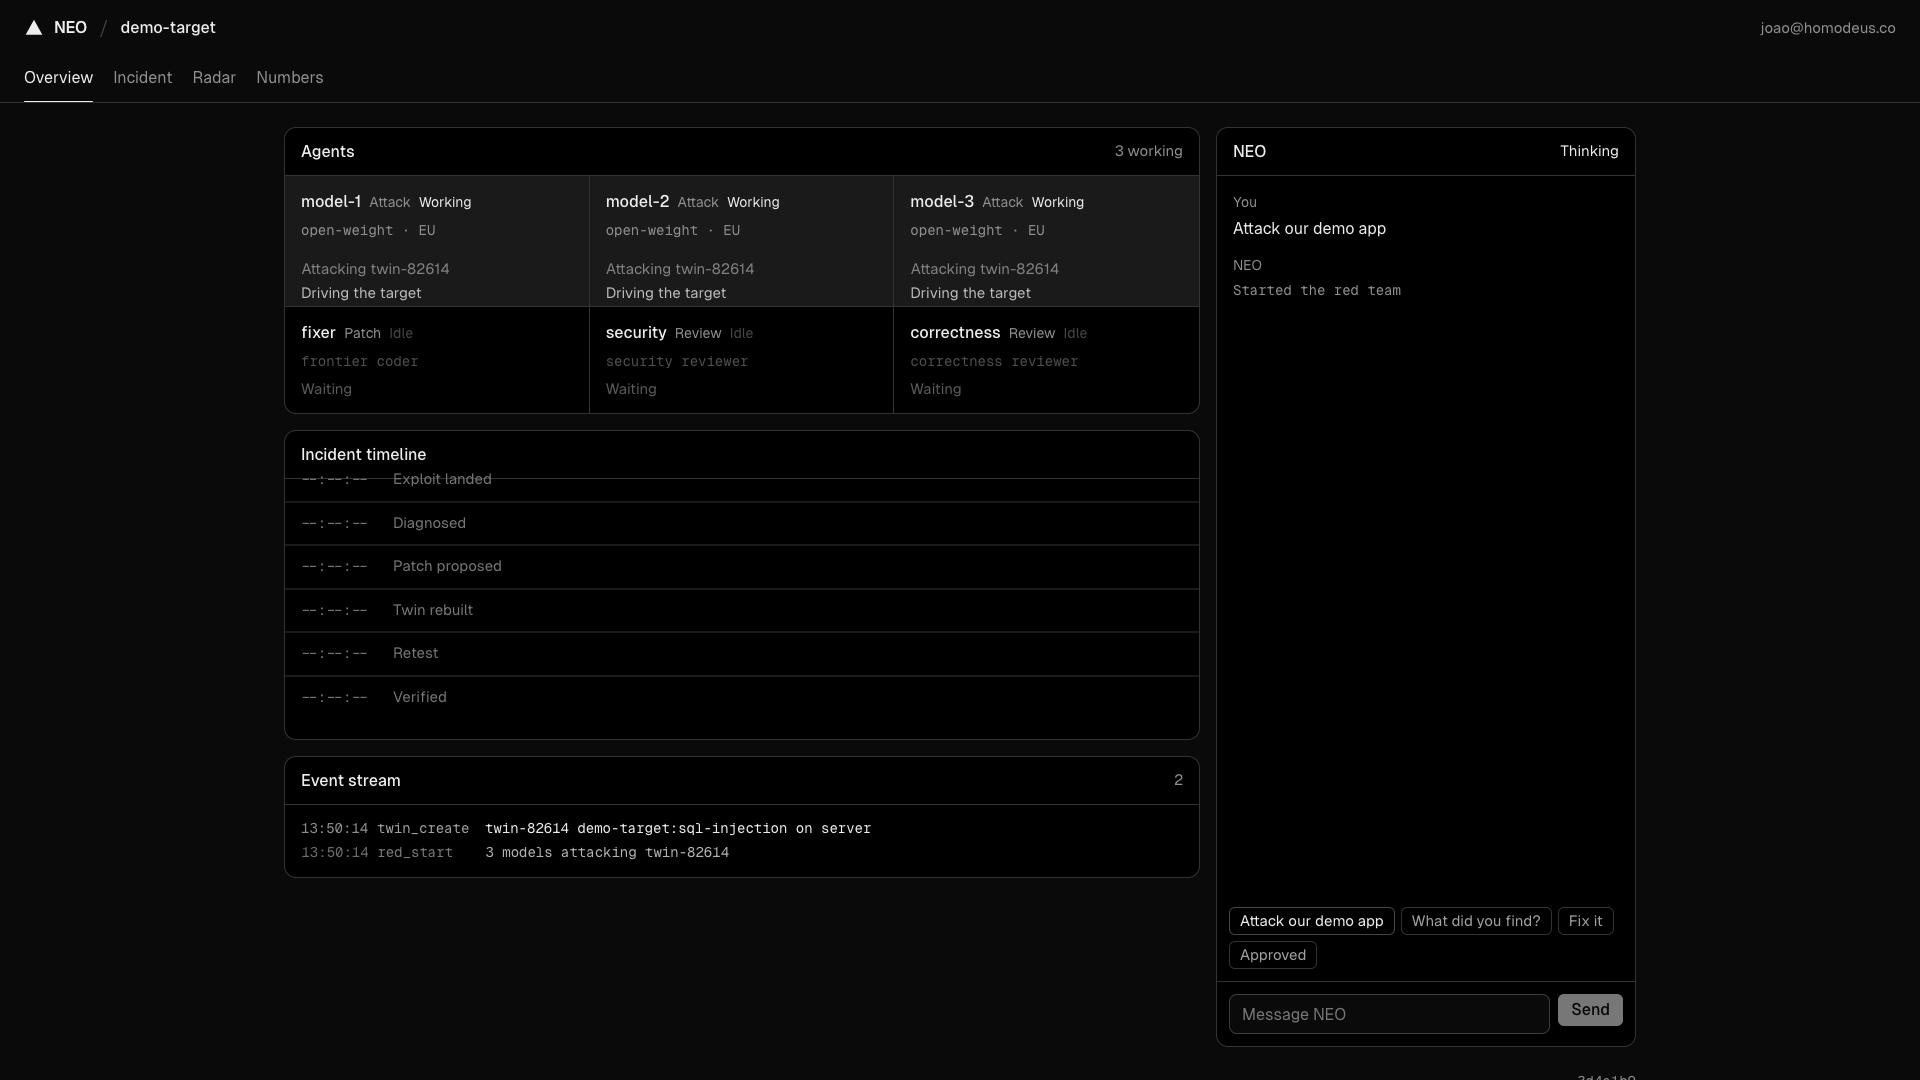 NEO / demo-target
joao@homodeus.co
Overview Incident Radar Numbers
Agents
3 working
model-1 Attack Working
open-weight · EU
Attacking twin-82614
Driving the target
model-2 Attack Working
open-weight · EU
Attacking twin-82614
Driving the target
model-3 Attack Working
open-weight · EU
Attacking twin-82614
Driving the target
fixer Patch Idle
frontier coder
Waiting
security Review Idle
security reviewer
Waiting
correctness Review Idle
correctness reviewer
Waiting
Incident timeline
--:--:-- Exploit landed
--:--:-- Diagnosed
--:--:-- Patch proposed
--:--:-- Twin rebuilt
--:--:-- Retest
--:--:-- Verified
Event stream
2
13:50:14 twin_create twin-82614 demo-target:sql-injection on server
13:50:14 red_start 3 models attacking twin-82614
NEO
Thinking
You
Attack our demo app
NEO
Started the red team
Attack our demo app
What did you find?
Fix it
Approved
Message NEO
Send